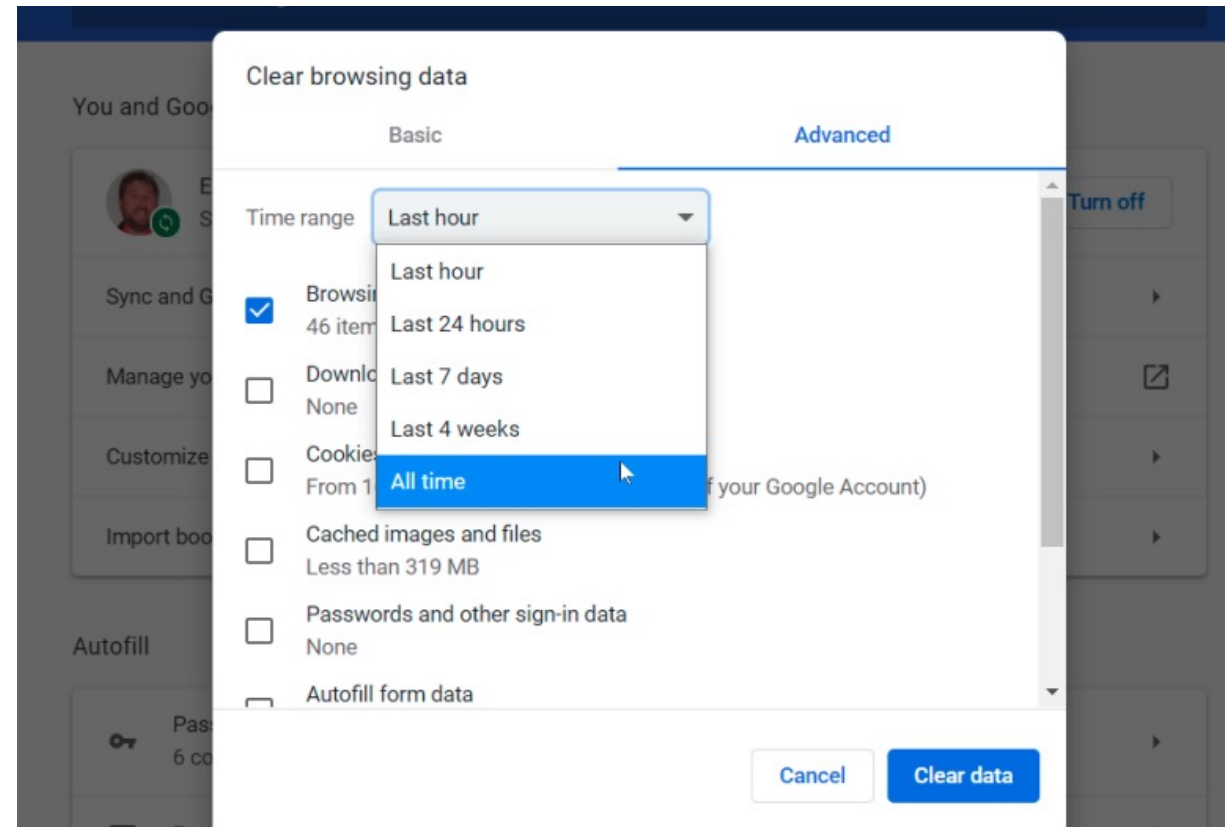 Clear browsing data
You and Goo
Basic
Advanced
E
S
Turn off
Time range
Last hour
Last hour
Last 24 hours
Last 7 days
Last 4 weeks
All time
Sync and G
Browsin
46 item
Manage yo
Downlo
None
Customize
Cookies
From 1
f your Google Account)
Import boo
Cached images and files
Less than 319 MB
Passwords and other sign-in data
None
Autofill
Autofill form data
Pass
6 co
Cancel
Clear data